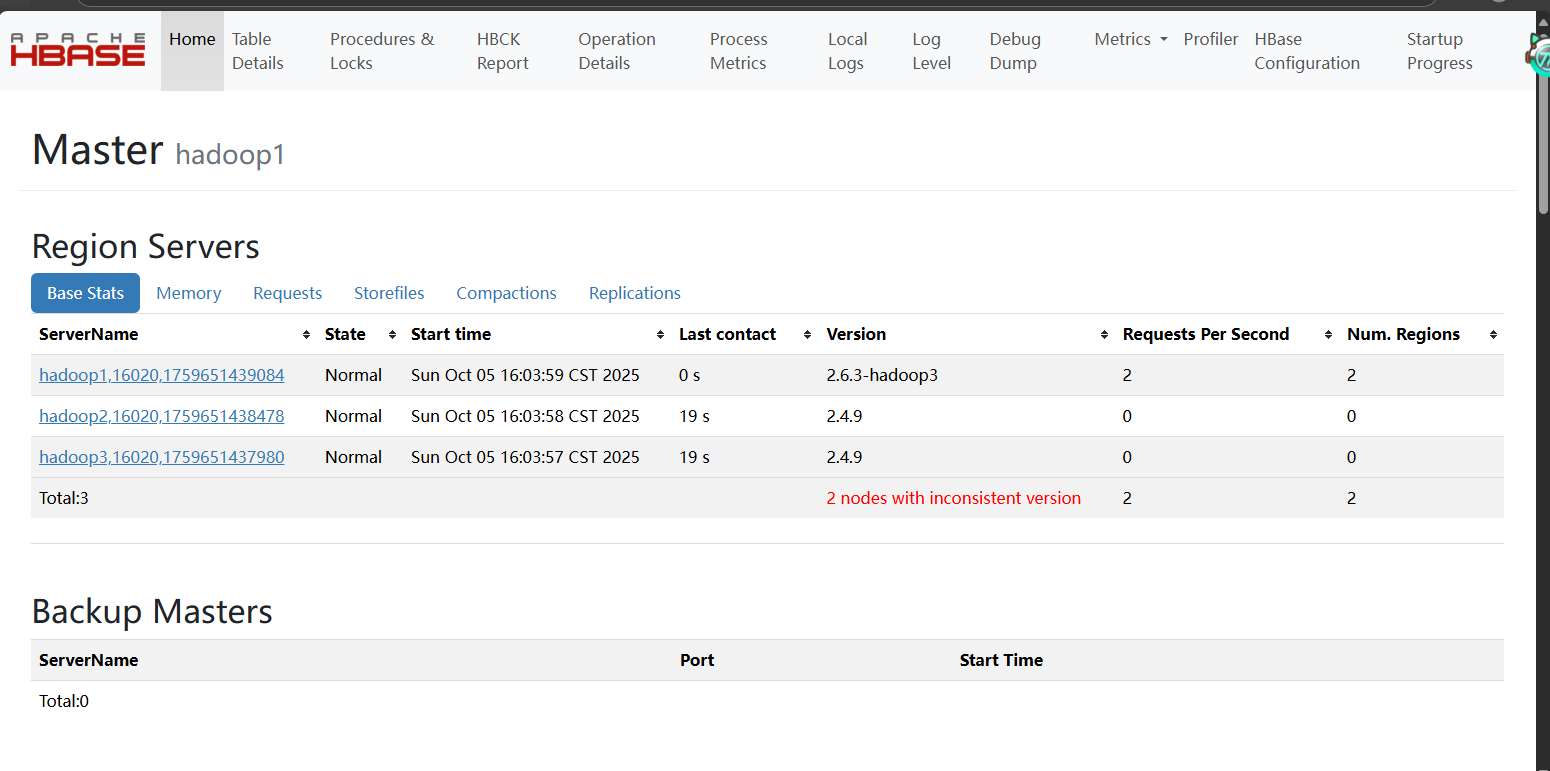 APACHE
HBASE
Home
Table Details
Procedures & Locks
HBCK Report
Operation Details
Process Metrics
Local Logs
Log Level
Debug Dump
Metrics
Profiler
HBase Configuration
Startup Progress
Master hadoop1
Region Servers
Base Stats Memory Requests Storefiles Compactions Replications
ServerName State Start time Last contact Version Requests Per Second Num. Regions
hadoop1,16020,1759651439084 Normal Sun Oct 05 16:03:59 CST 2025 0 s 2.6.3-hadoop3 2 2
hadoop2,16020,1759651438478 Normal Sun Oct 05 16:03:58 CST 2025 19 s 2.4.9 0 0
hadoop3,16020,1759651437980 Normal Sun Oct 05 16:03:57 CST 2025 19 s 2.4.9 0 0
Total:3 2 nodes with inconsistent version 2 2
Backup Masters
ServerName Port Start Time
Total:0